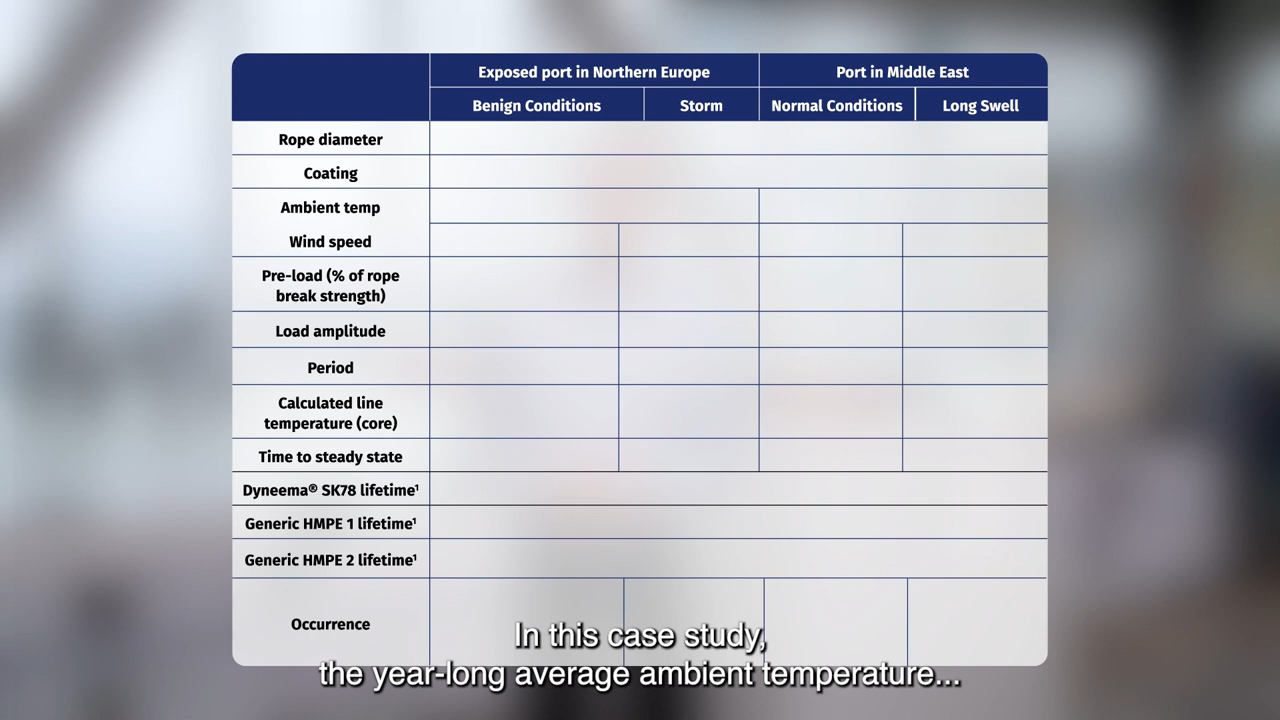 Exposed port in Northern Europe
Port in Middle East
Benign Conditions
Storm
Normal Conditions
Long Swell
Rope diameter
Coating
Ambient temp
Wind speed
Pre-load (% of rope
break strength)
Load amplitude
Period
Calculated line
temperature (core)
Time to steady state
Dyneema® SK78 lifetime¹
Generic HMPE 1 lifetime¹
Generic HMPE 2 lifetime¹
Occurrence
In this case study,
the year-long average ambient temperature...